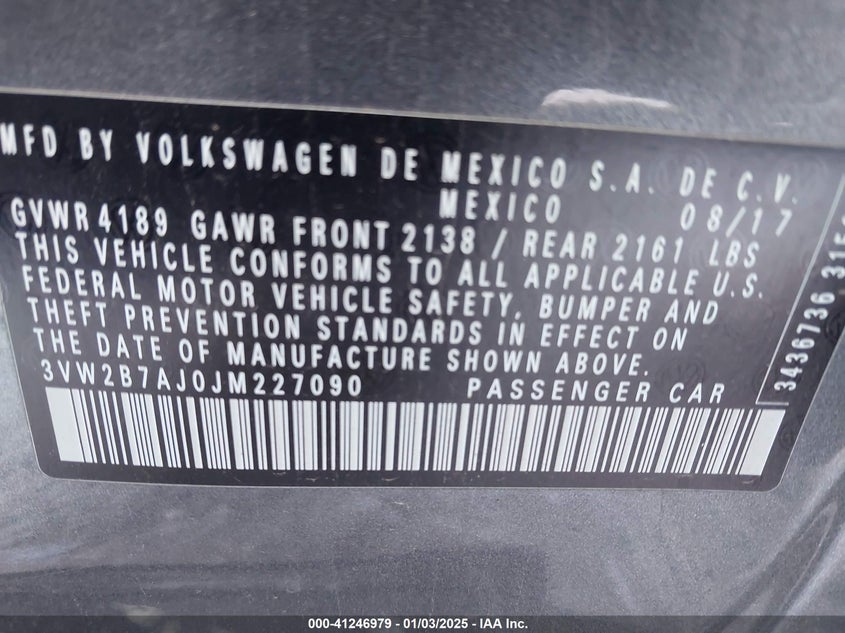 MFD BY VOLKSWAGEN DE MEXICO S.A. DE C.V.
MEXICO 08/17
GVWR 4189 GAWR FRONT 2138 / REAR 2161 LBS
THIS VEHICLE CONFORMS TO ALL APPLICABLE U.S.
FEDERAL MOTOR VEHICLE SAFETY, BUMPER AND
THEFT PREVENTION STANDARDS IN EFFECT ON
THE DATE OF MANUFACTURE SHOWN ABOVE.
3VW2B7AJ0JM227090 PASSENGER CAR
3436736
000-41246979 - 01/03/2025 - IAA Inc.